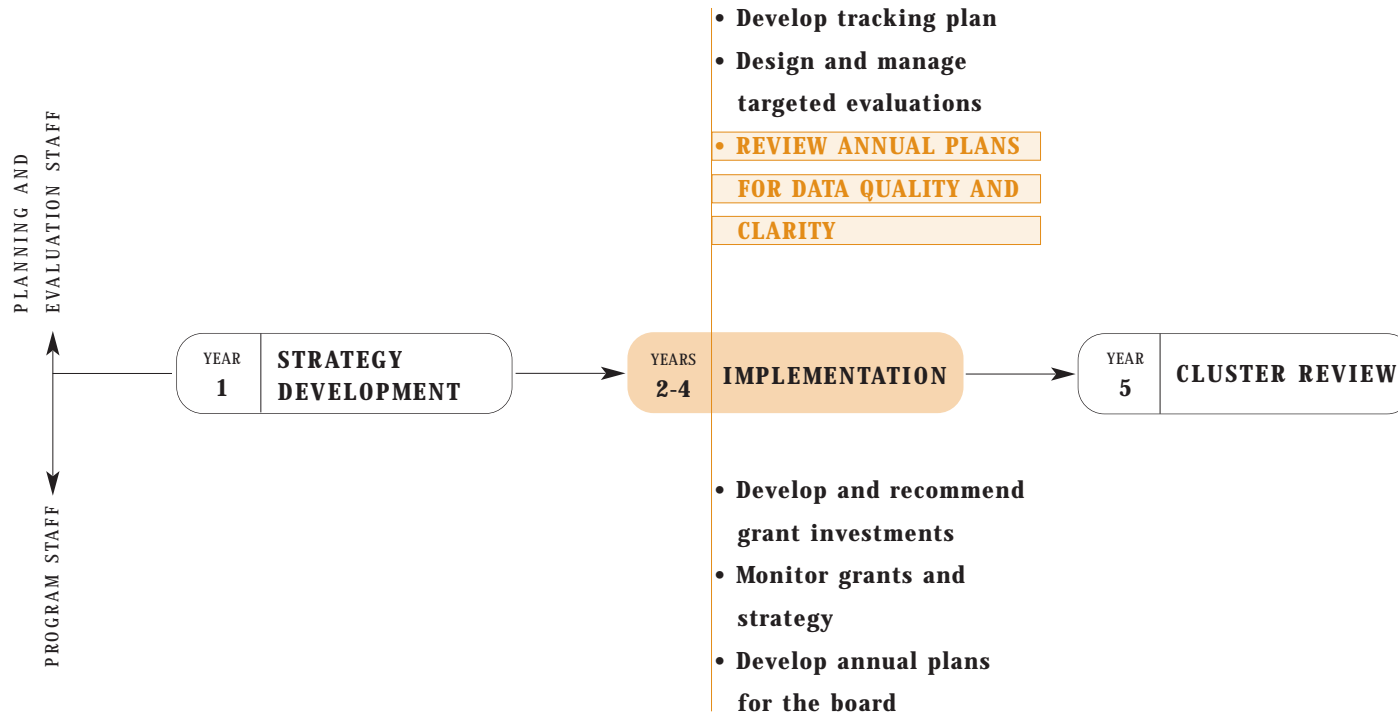 • Develop tracking plan
• Design and manage
targeted evaluations
• REVIEW ANNUAL PLANS
FOR DATA QUALITY AND
CLARITY
PLANNING AND
EVALUATION STAFF
YEAR
1
STRATEGY
DEVELOPMENT
YEARS
2-4
IMPLEMENTATION
YEAR
5
CLUSTER REVIEW
PROGRAM STAFF
• Develop and recommend
grant investments
• Monitor grants and
strategy
• Develop annual plans
for the board